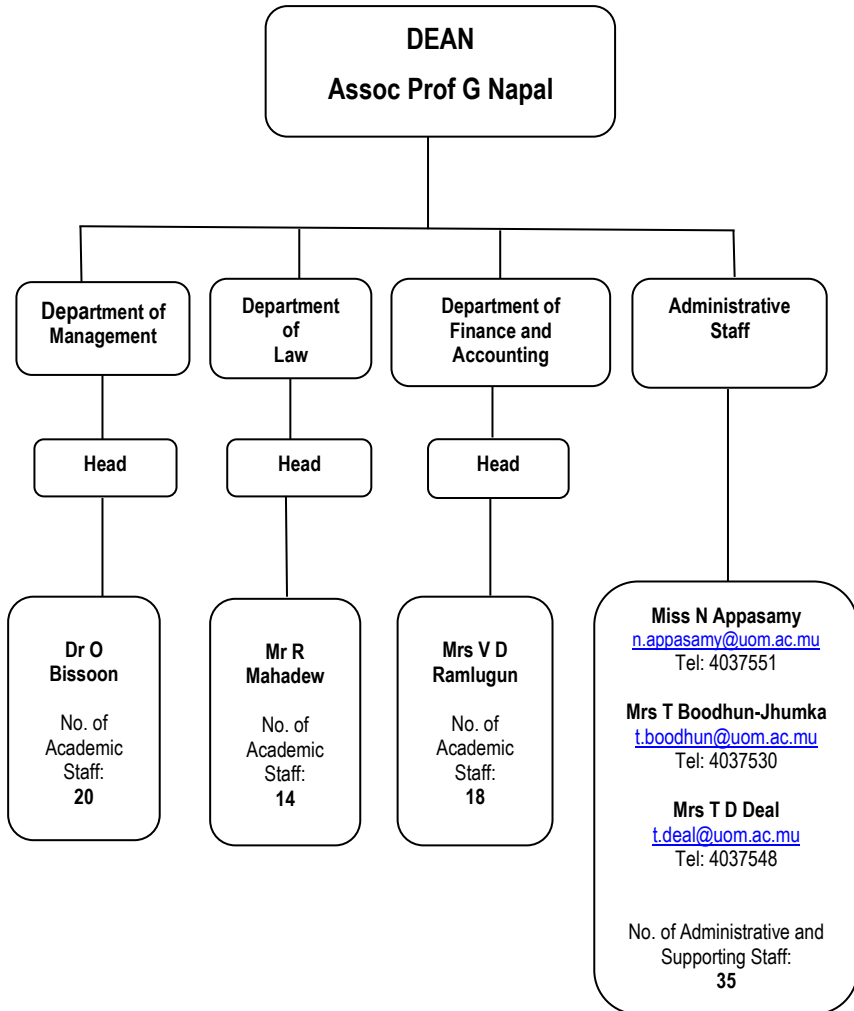 DEAN
Assoc Prof G Napal
Department of
Management
Department
of
Law
Department of
Finance and
Accounting
Administrative
Staff
Head
Head
Head
Dr O
Bissoon
No. of
Academic
Staff:
20
Mr R
Mahadew
No. of
Academic
Staff:
14
Mrs V D
Ramlugun
No. of
Academic
Staff:
18
Miss N Appasamy
n.appasamy@uom.ac.mu
Tel: 4037551
Mrs T Boodhun-Jhumka
t.boodhun@uom.ac.mu
Tel: 4037530
Mrs T D Deal
t.deal@uom.ac.mu
Tel: 4037548
No. of Administrative and
Supporting Staff:
35